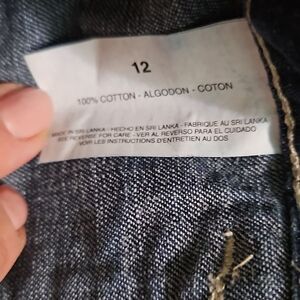 12
100% COTTON - ALGODON - COTON
MADE IN SRI LANKA - HECHO EN SRI LANKA - FABRIQUE AU SRI LANKA
SEE REVERSE FOR CARE - VER AL REVERSO PARA EL CUIDADO
VOIR LES INSTRUCTIONS D'ENTRETIEN AU DOS